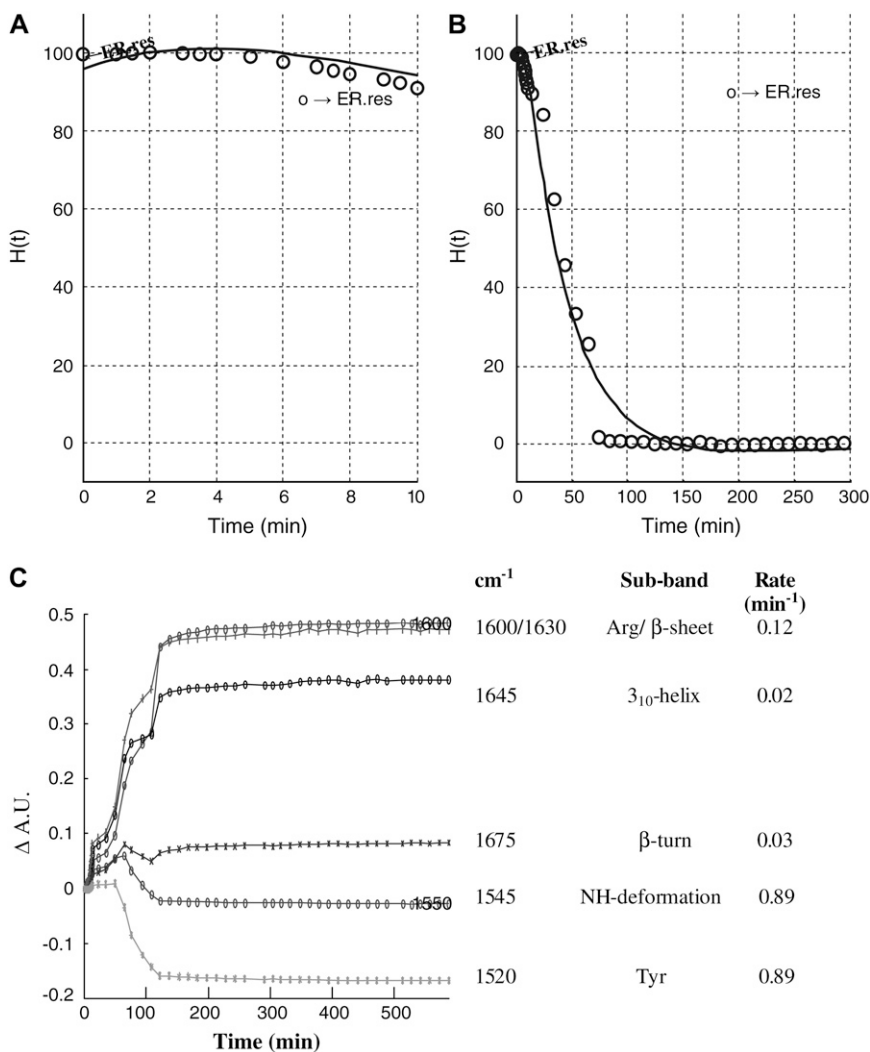 A
ER.res
o → ER.res
H(t)
100
80
60
40
20
0
0 2 4 6 8 10
Time (min)
B
ER.res
o → ER.res
H(t)
100
80
60
40
20
0
0 50 100 150 200 250 300
Time (min)
C
Δ A.U.
0.5
0.4
0.3
0.2
0.1
0
-0.1
-0.2
1600
1550
0 100 200 300 400 500
Time (min)
cm⁻¹ Sub-band Rate
(min⁻¹)
1600/1630 Arg/ β-sheet 0.12
1645 3₁₀-helix 0.02
1675 β-turn 0.03
1545 NH-deformation 0.89
1520 Tyr 0.89